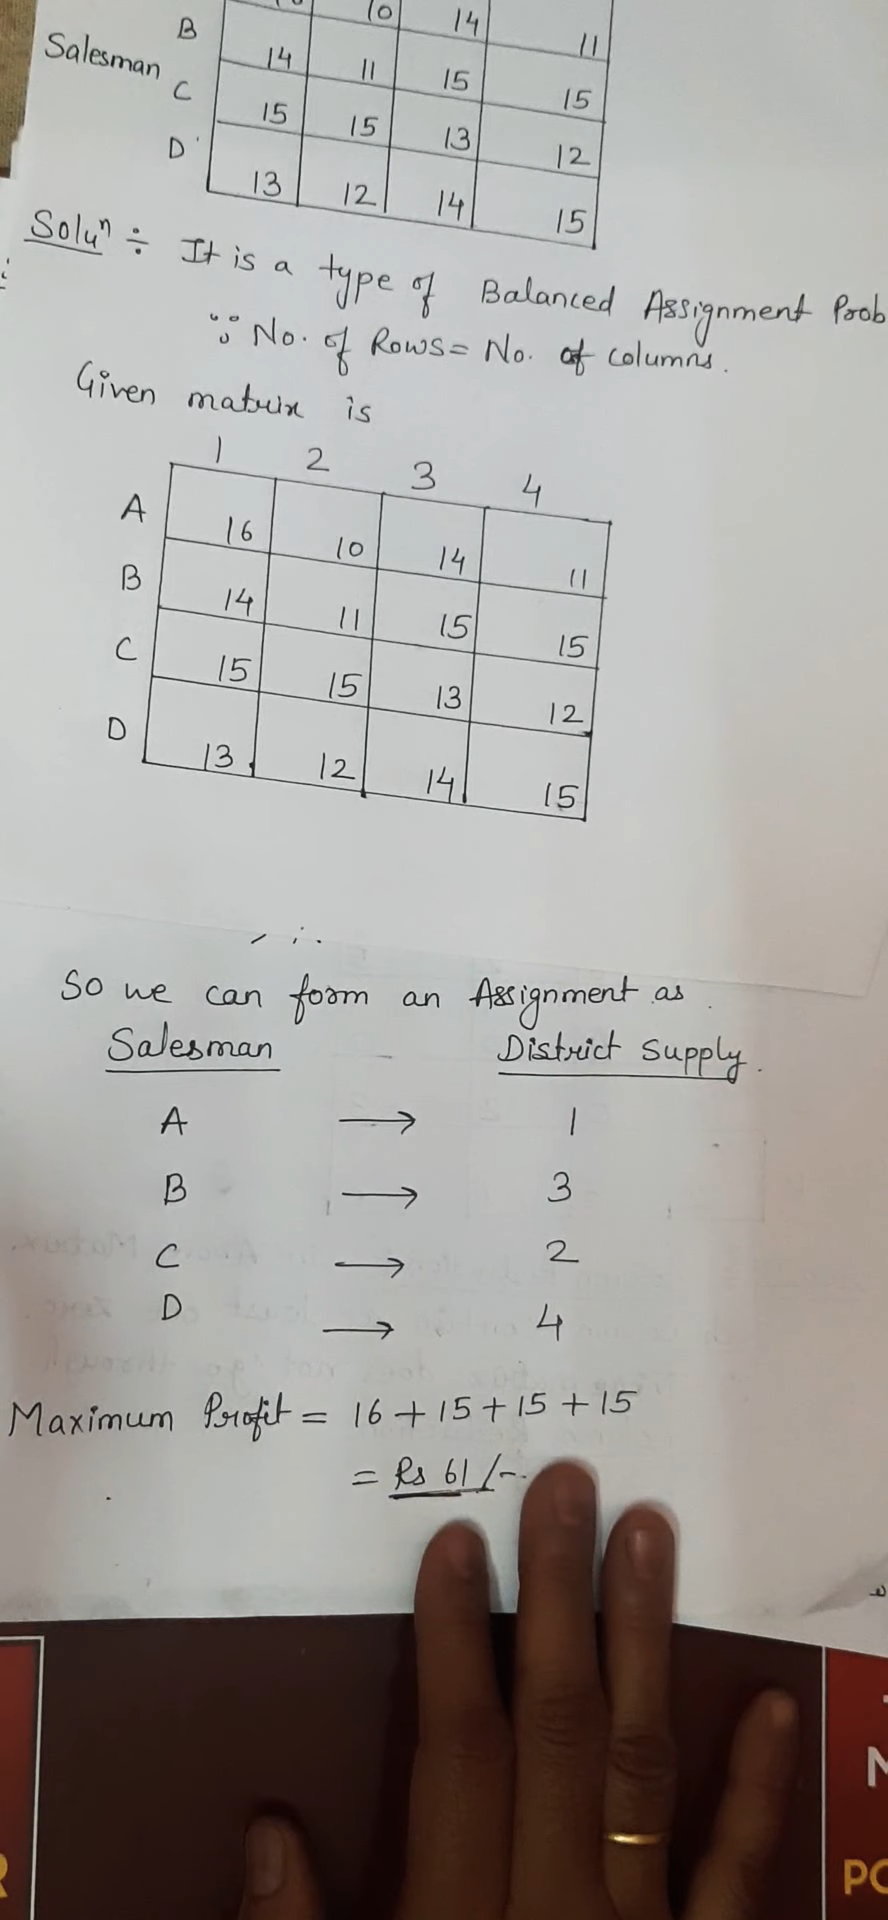 10 14 11
B
Salesman 14 11 15 15
C
15 15 13 12
D
13 12 14 15
Soluⁿ ÷ It is a type of Balanced Assignment Prob
∵ No. of Rows = No. of columns.
Given matrix is
1 2 3 4
A 16 10 14 11
B 14 11 15 15
C 15 15 13 12
D 13 12 14 15
So we can form an Assignment as
Salesman District Supply.
A → 1
B → 3
C → 2
D → 4
Maximum Profit = 16 + 15 + 15 + 15
= Rs 61/-
PO